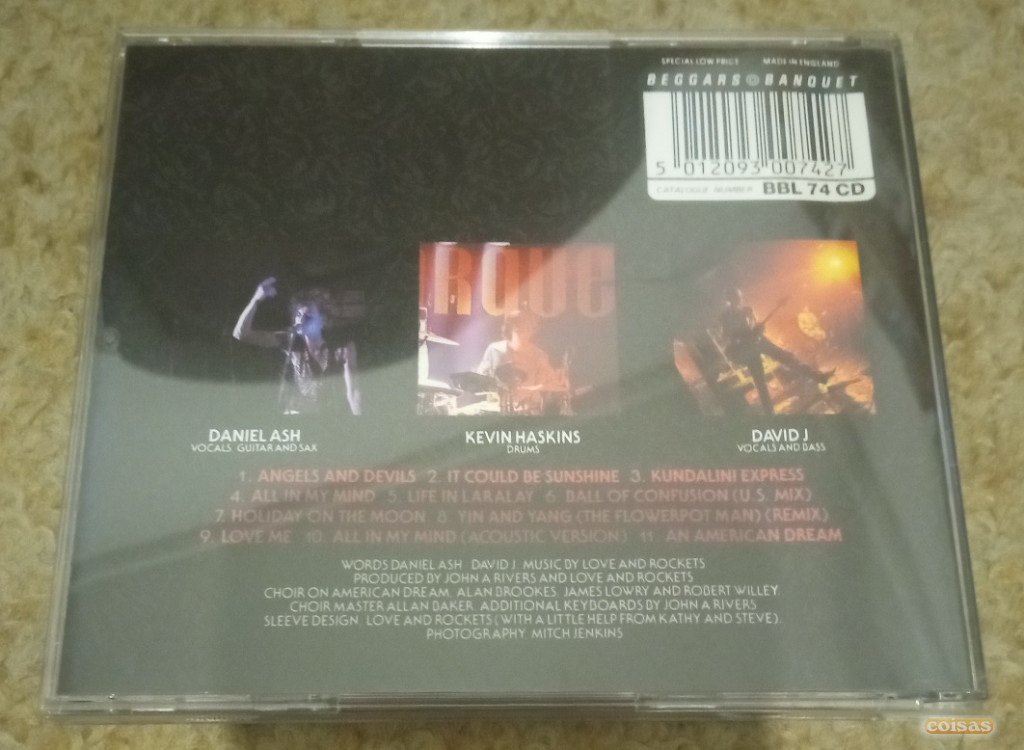 SPECIAL LOW PRICE MADE IN ENGLAND
BEGGARS BANQUET
5 012093 007427
CATALOGUE NUMBER BBL 74 CD
RAVE
DANIEL ASH
VOCALS GUITAR AND SAX
KEVIN HASKINS
DRUMS
DAVID J
VOCALS AND BASS
1. ANGELS AND DEVILS 2. IT COULD BE SUNSHINE 3. KUNDALINI EXPRESS
4. ALL IN MY MIND 5. LIFE IN LARALAY 6. BALL OF CONFUSION (U.S. MIX)
7. HOLIDAY ON THE MOON 8. YIN AND YANG (THE FLOWERPOT MAN) (REMIX)
9. LOVE ME 10. ALL IN MY MIND (ACOUSTIC VERSION) 11. AN AMERICAN DREAM
WORDS DANIEL ASH DAVID J MUSIC BY LOVE AND ROCKETS
PRODUCED BY JOHN A RIVERS AND LOVE AND ROCKETS
CHOIR ON AMERICAN DREAM. ALAN BROOKES. JAMES LOWRY AND ROBERT WILLEY
CHOIR MASTER ALLAN BAKER. ADDITIONAL KEYBOARDS BY JOHN A RIVERS
SLEEVE DESIGN LOVE AND ROCKETS (WITH A LITTLE HELP FROM KATHY AND STEVE).
PHOTOGRAPHY MITCH JENKINS
coisas